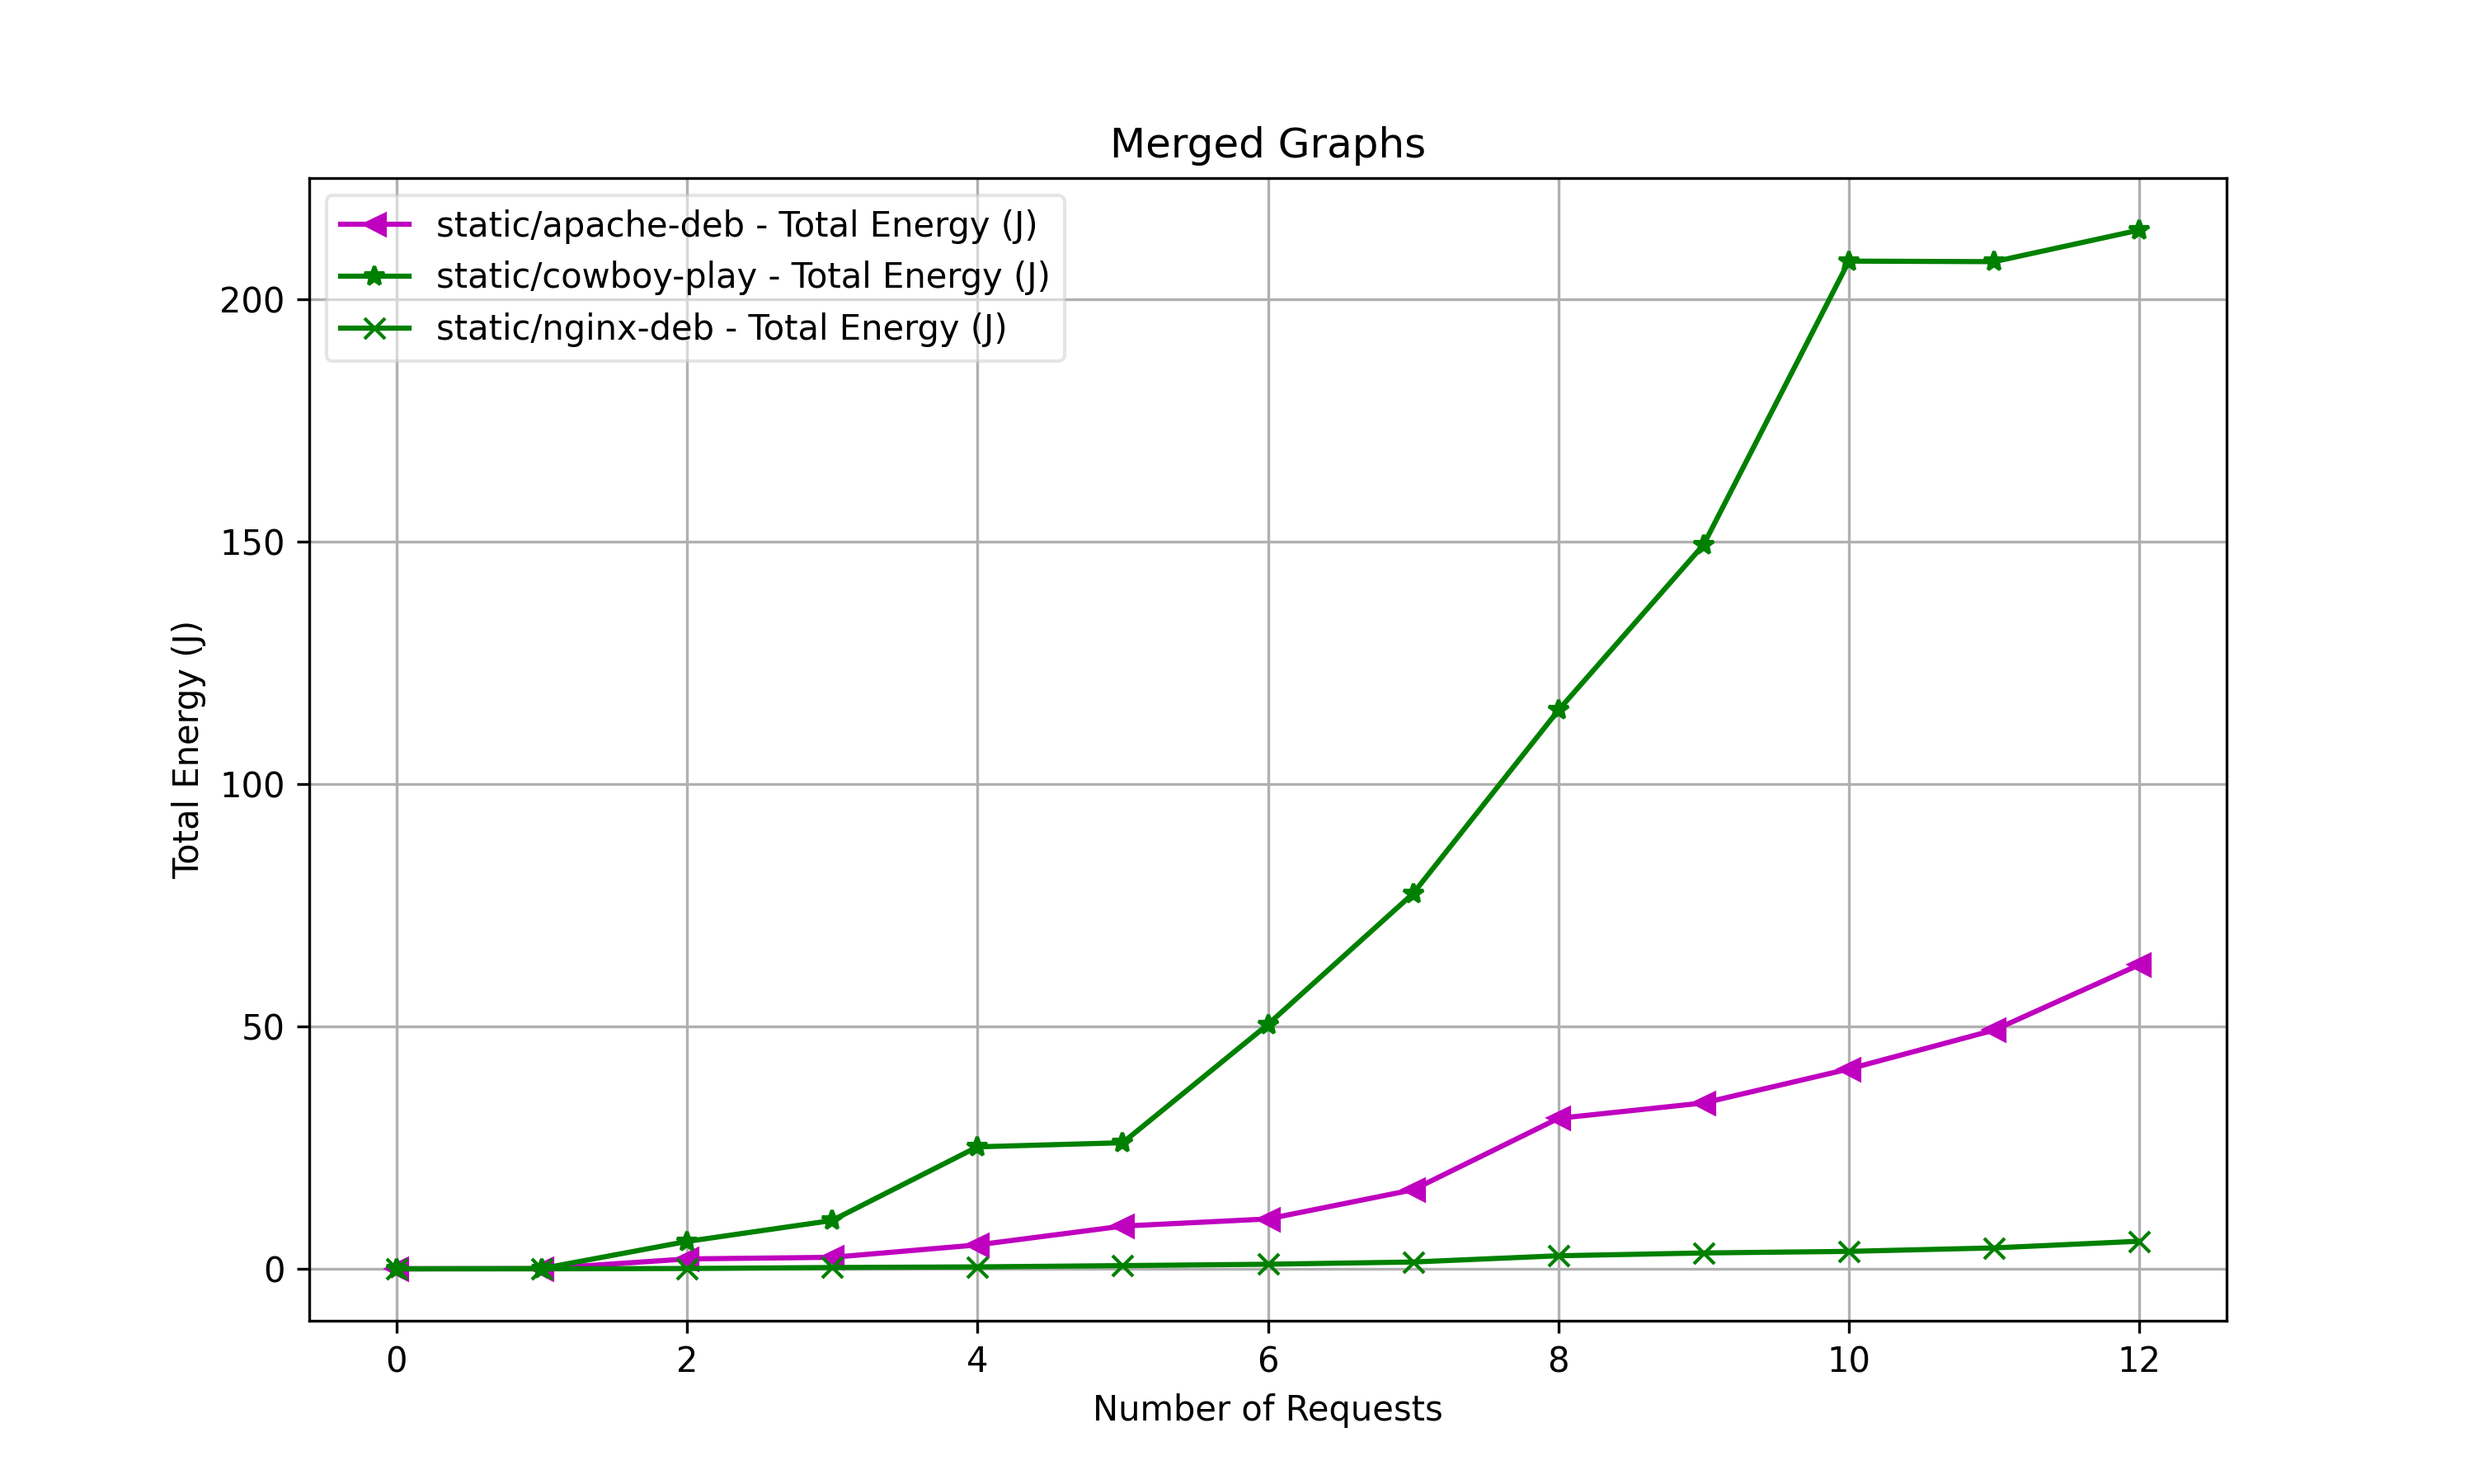 Merged Graphs
static/apache-deb - Total Energy (J)
static/cowboy-play - Total Energy (J)
static/nginx-deb - Total Energy (J)
200
150
100
50
0
Total Energy (J)
0 2 4 6 8 10 12
Number of Requests